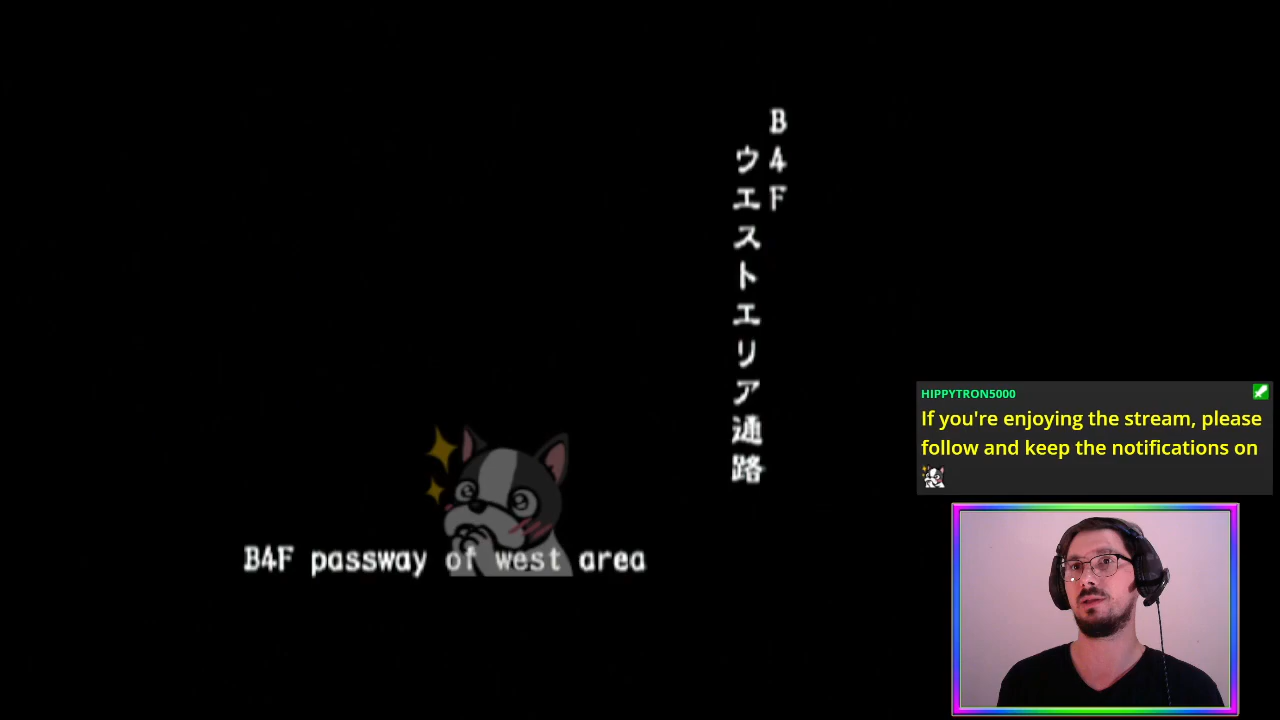 B4F
ウエストエリア通路
B4F passway of west area
HIPPYTRON5000
If you're enjoying the stream, please
follow and keep the notifications on